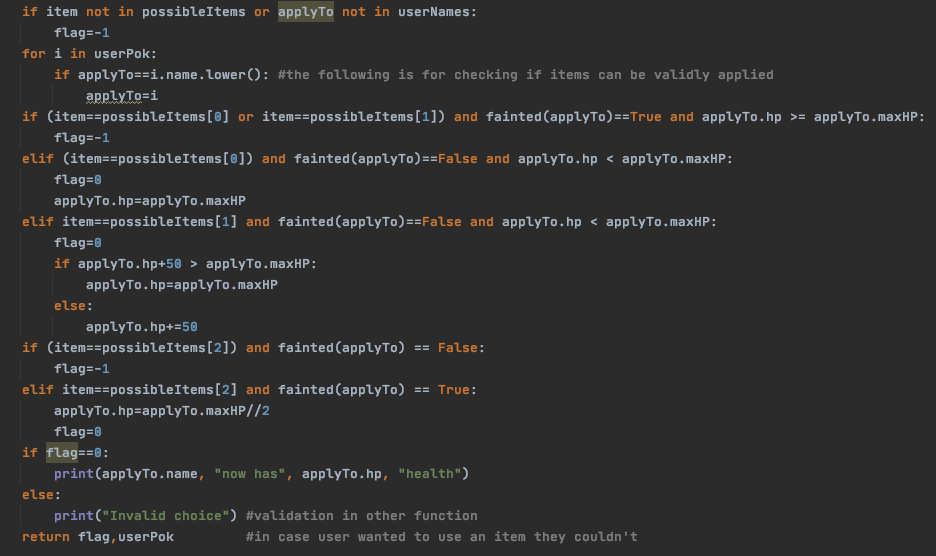 if item not in possibleItems or applyTo not in userNames:
    flag=-1
for i in userPok:
    if applyTo==i.name.lower(): #the following is for checking if items can be validly applied
        applyTo=i
if (item==possibleItems[0] or item==possibleItems[1]) and fainted(applyTo)==True and applyTo.hp >= applyTo.maxHP:
    flag=-1
elif (item==possibleItems[0]) and fainted(applyTo)==False and applyTo.hp < applyTo.maxHP:
    flag=0
    applyTo.hp=applyTo.maxHP
elif item==possibleItems[1] and fainted(applyTo)==False and applyTo.hp < applyTo.maxHP:
    flag=0
    if applyTo.hp+50 > applyTo.maxHP:
        applyTo.hp=applyTo.maxHP
    else:
        applyTo.hp+=50
if (item==possibleItems[2]) and fainted(applyTo) == False:
    flag=-1
elif item==possibleItems[2] and fainted(applyTo) == True:
    applyTo.hp=applyTo.maxHP//2
    flag=0
if flag==0:
    print(applyTo.name, "now has", applyTo.hp, "health")
else:
    print("Invalid choice") #validation in other function
return flag,userPok         #in case user wanted to use an item they couldn't